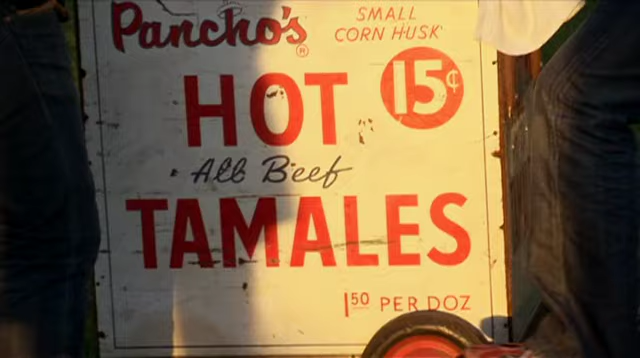 Pancho's®
SMALL
CORN HUSK
HOT
15¢
All Beef
TAMALES
1.50 PER DOZ